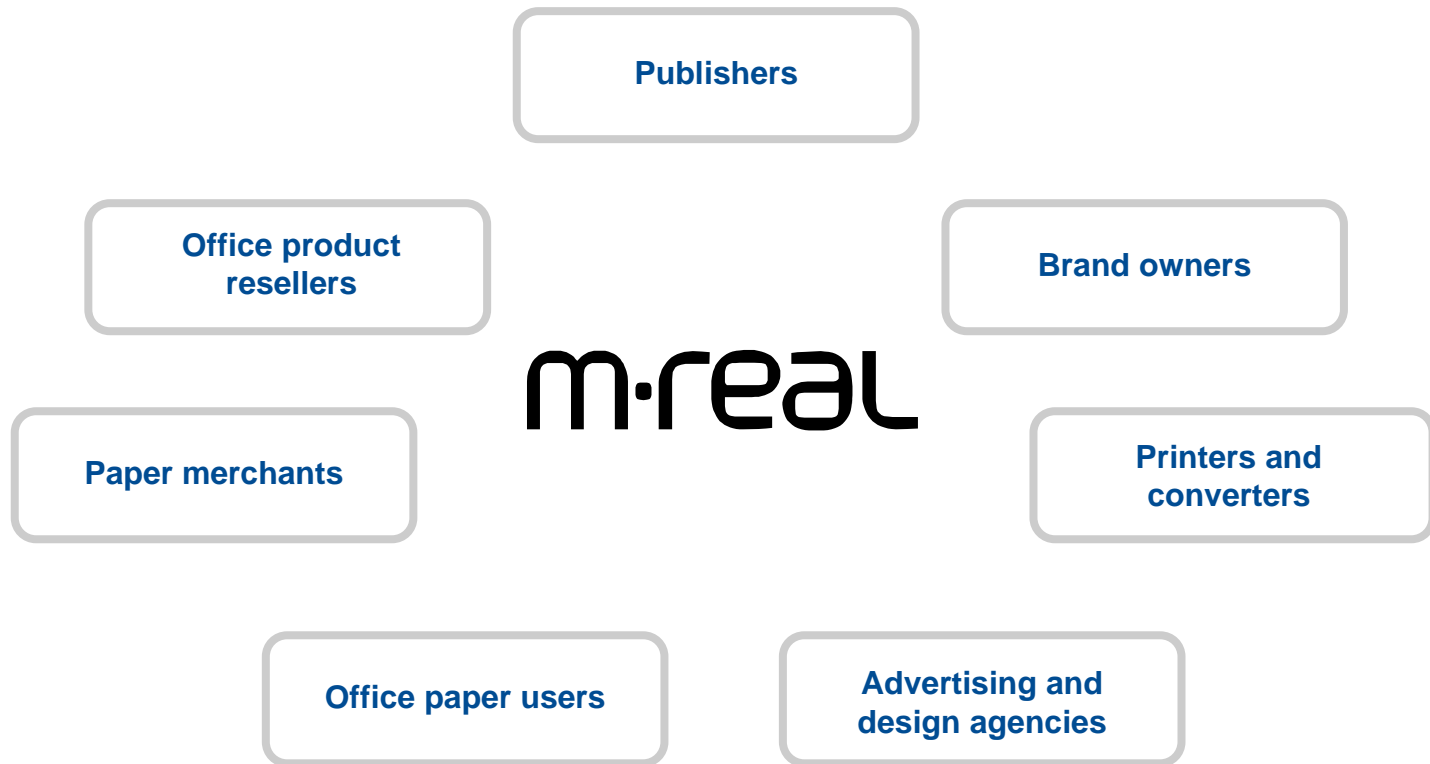 Publishers
Office product
resellers
Brand owners
m·real
Paper merchants
Printers and
converters
Office paper users
Advertising and
design agencies